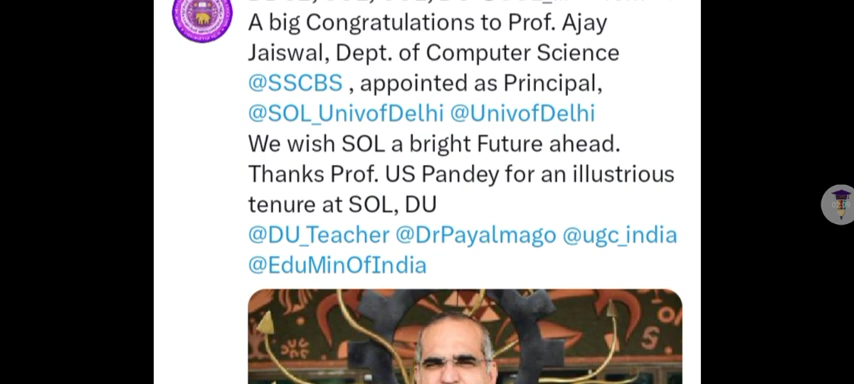 A big Congratulations to Prof. Ajay
Jaiswal, Dept. of Computer Science
@SSCBS , appointed as Principal,
@SOL_UnivofDelhi @UnivofDelhi
We wish SOL a bright Future ahead.
Thanks Prof. US Pandey for an illustrious
tenure at SOL, DU
@DU_Teacher @DrPayalmago @ugc_india
@EduMinOfIndia